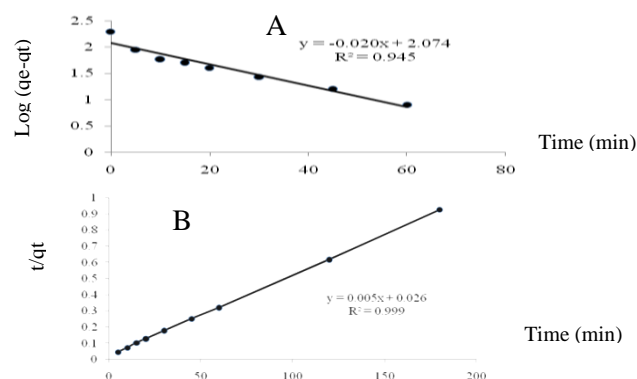 A
2.5
y = -0.020x + 2.074
R² = 0.945
2
1.5
1
0.5
0
Log (qe-qt)
0 20 40 60 80
Time (min)
B
1
0.9
0.8
0.7
0.6
0.5
0.4
0.3
0.2
0.1
0
t/qt
y = 0.005x + 0.026
R² = 0.999
0 50 100 150 200
Time (min)